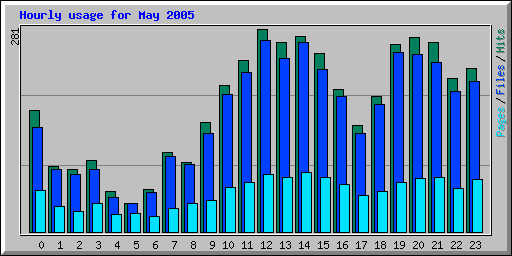 Hourly usage for May 2005
281
Pages/Files/Hits
0 1 2 3 4 5 6 7 8 9 10 11 12 13 14 15 16 17 18 19 20 21 22 23